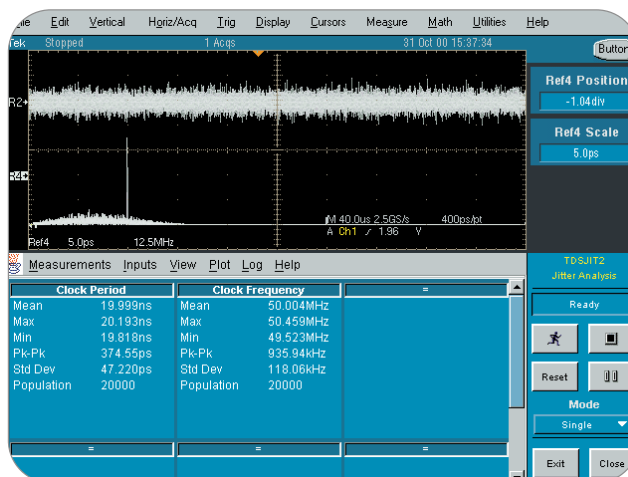 Edit Vertical Horiz/Acq Trig Display Cursors Measure Math Utilities Help
Tek Stopped 1 Acqs 31 Oct 00 15:37:34
Button
Ref4 Position
-1.04div
Ref4 Scale
5.0ps
R2
R4
M 40.0us 2.5GS/s 400ps/pt
A Ch1 / 1.96 V
Ref4 5.0ps 12.5MHz
Measurements Inputs View Plot Log Help
TDSJIT2
Jitter Analysis
Clock Period Clock Frequency =
Mean 19.999ns Mean 50.004MHz
Max 20.193ns Max 50.459MHz
Min 19.818ns Min 49.523MHz
Pk-Pk 374.55ps Pk-Pk 935.94kHz
Std Dev 47.220ps Std Dev 118.06kHz
Population 20000 Population 20000
= = =
Ready
Reset
Mode
Single
Exit Close